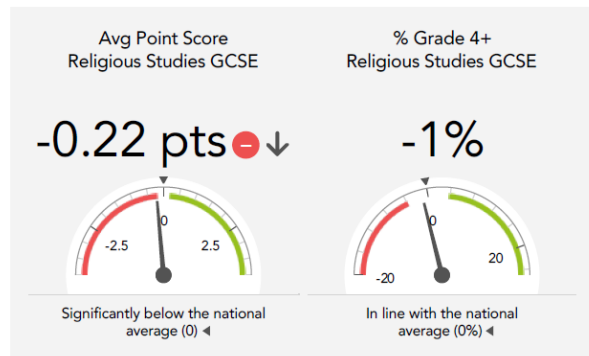 Avg Point Score
Religious Studies GCSE
-0.22 pts
0
-2.5
2.5
Significantly below the national
average (0)
% Grade 4+
Religious Studies GCSE
-1%
0
-20
20
In line with the national
average (0%)